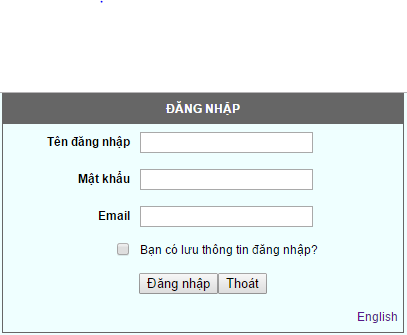 ĐĂNG NHẬP
Tên đăng nhập
Mật khẩu
Email
Bạn có lưu thông tin đăng nhập?
Đăng nhập Thoát
English